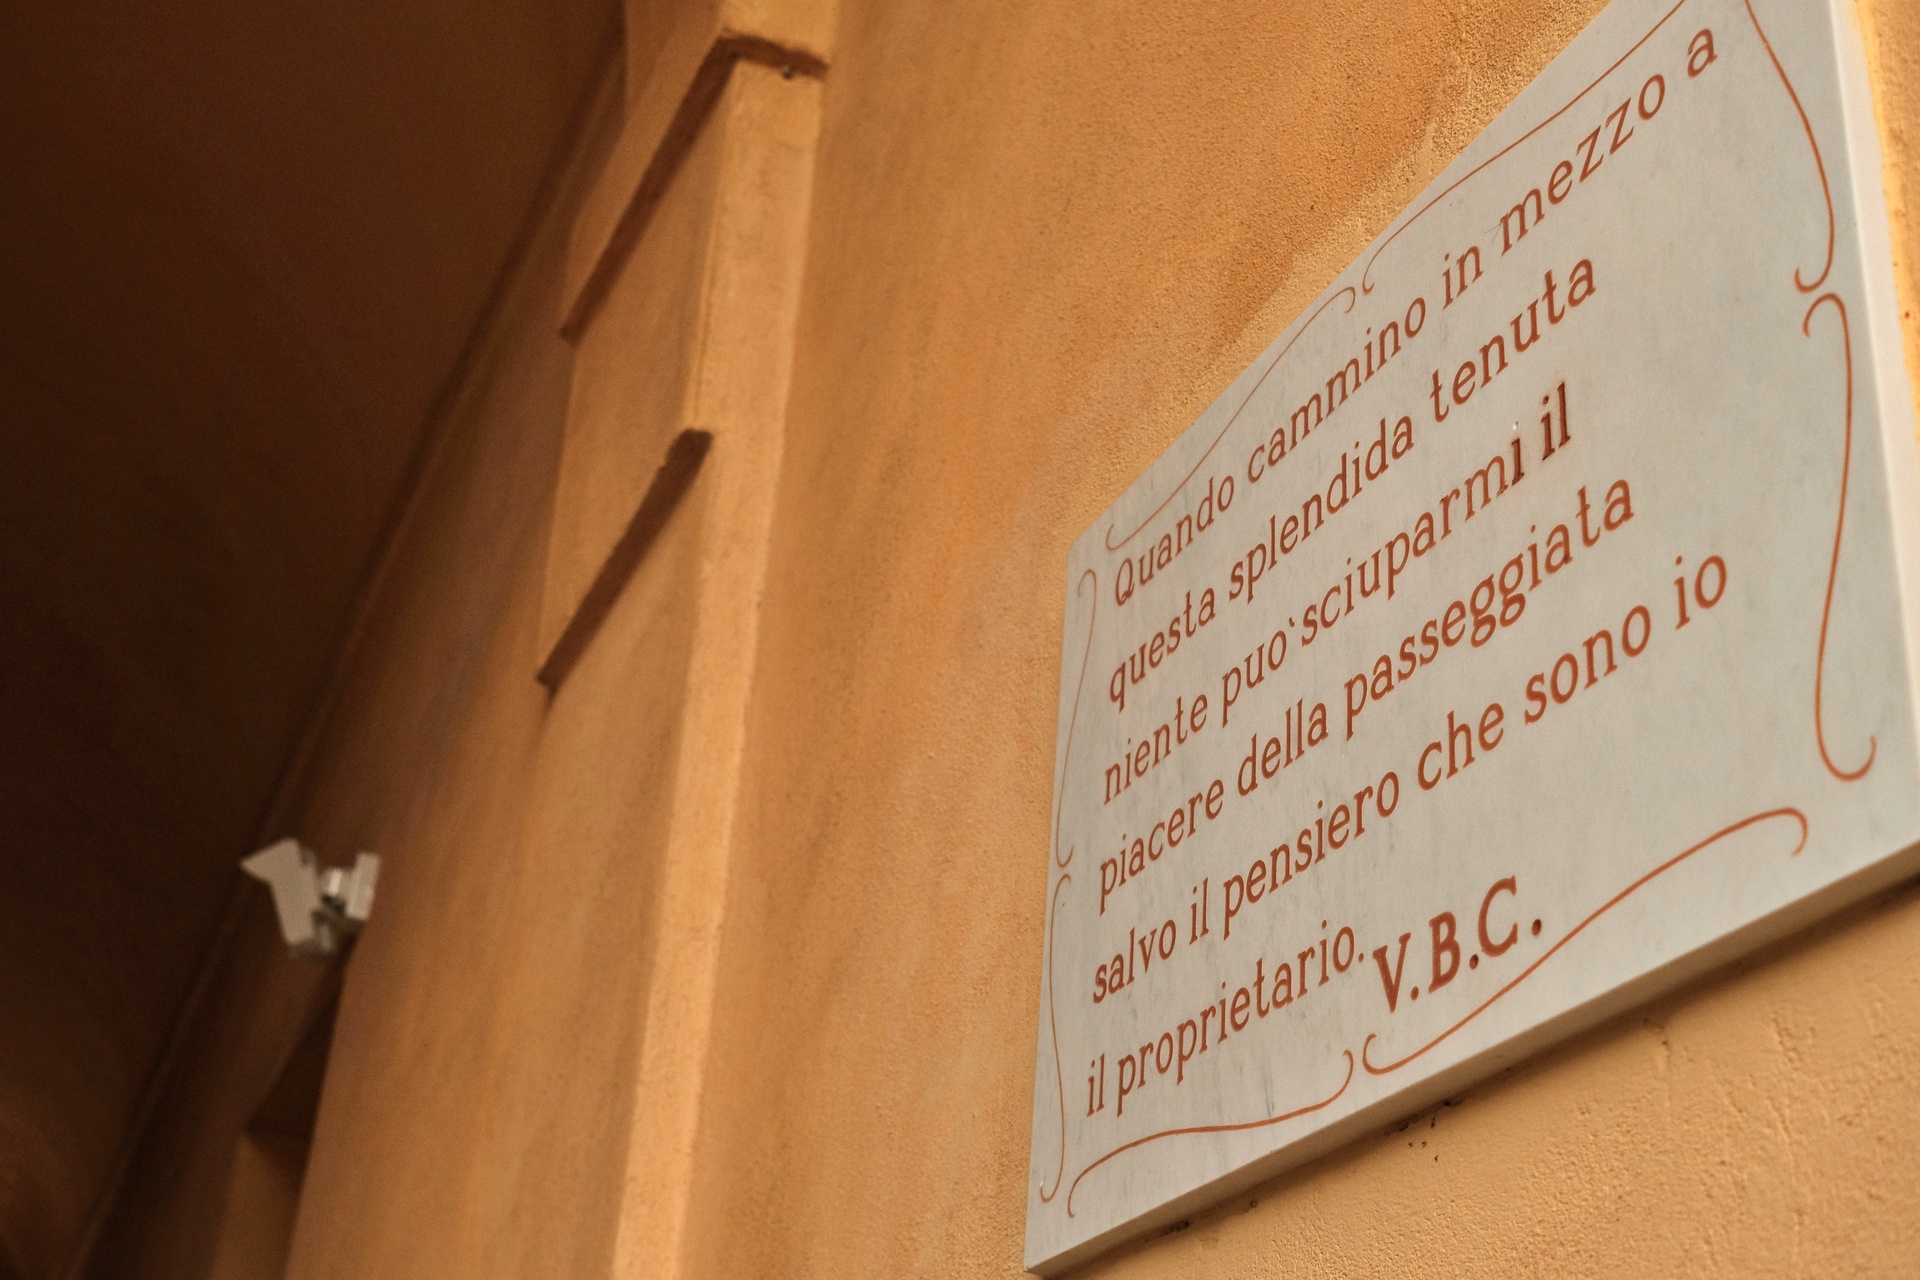 Quando cammino in mezzo a
questa splendida tenuta
niente puo' sciuparmi il
piacere della passeggiata
salvo il pensiero che sono io
il proprietario.
V.B.C.